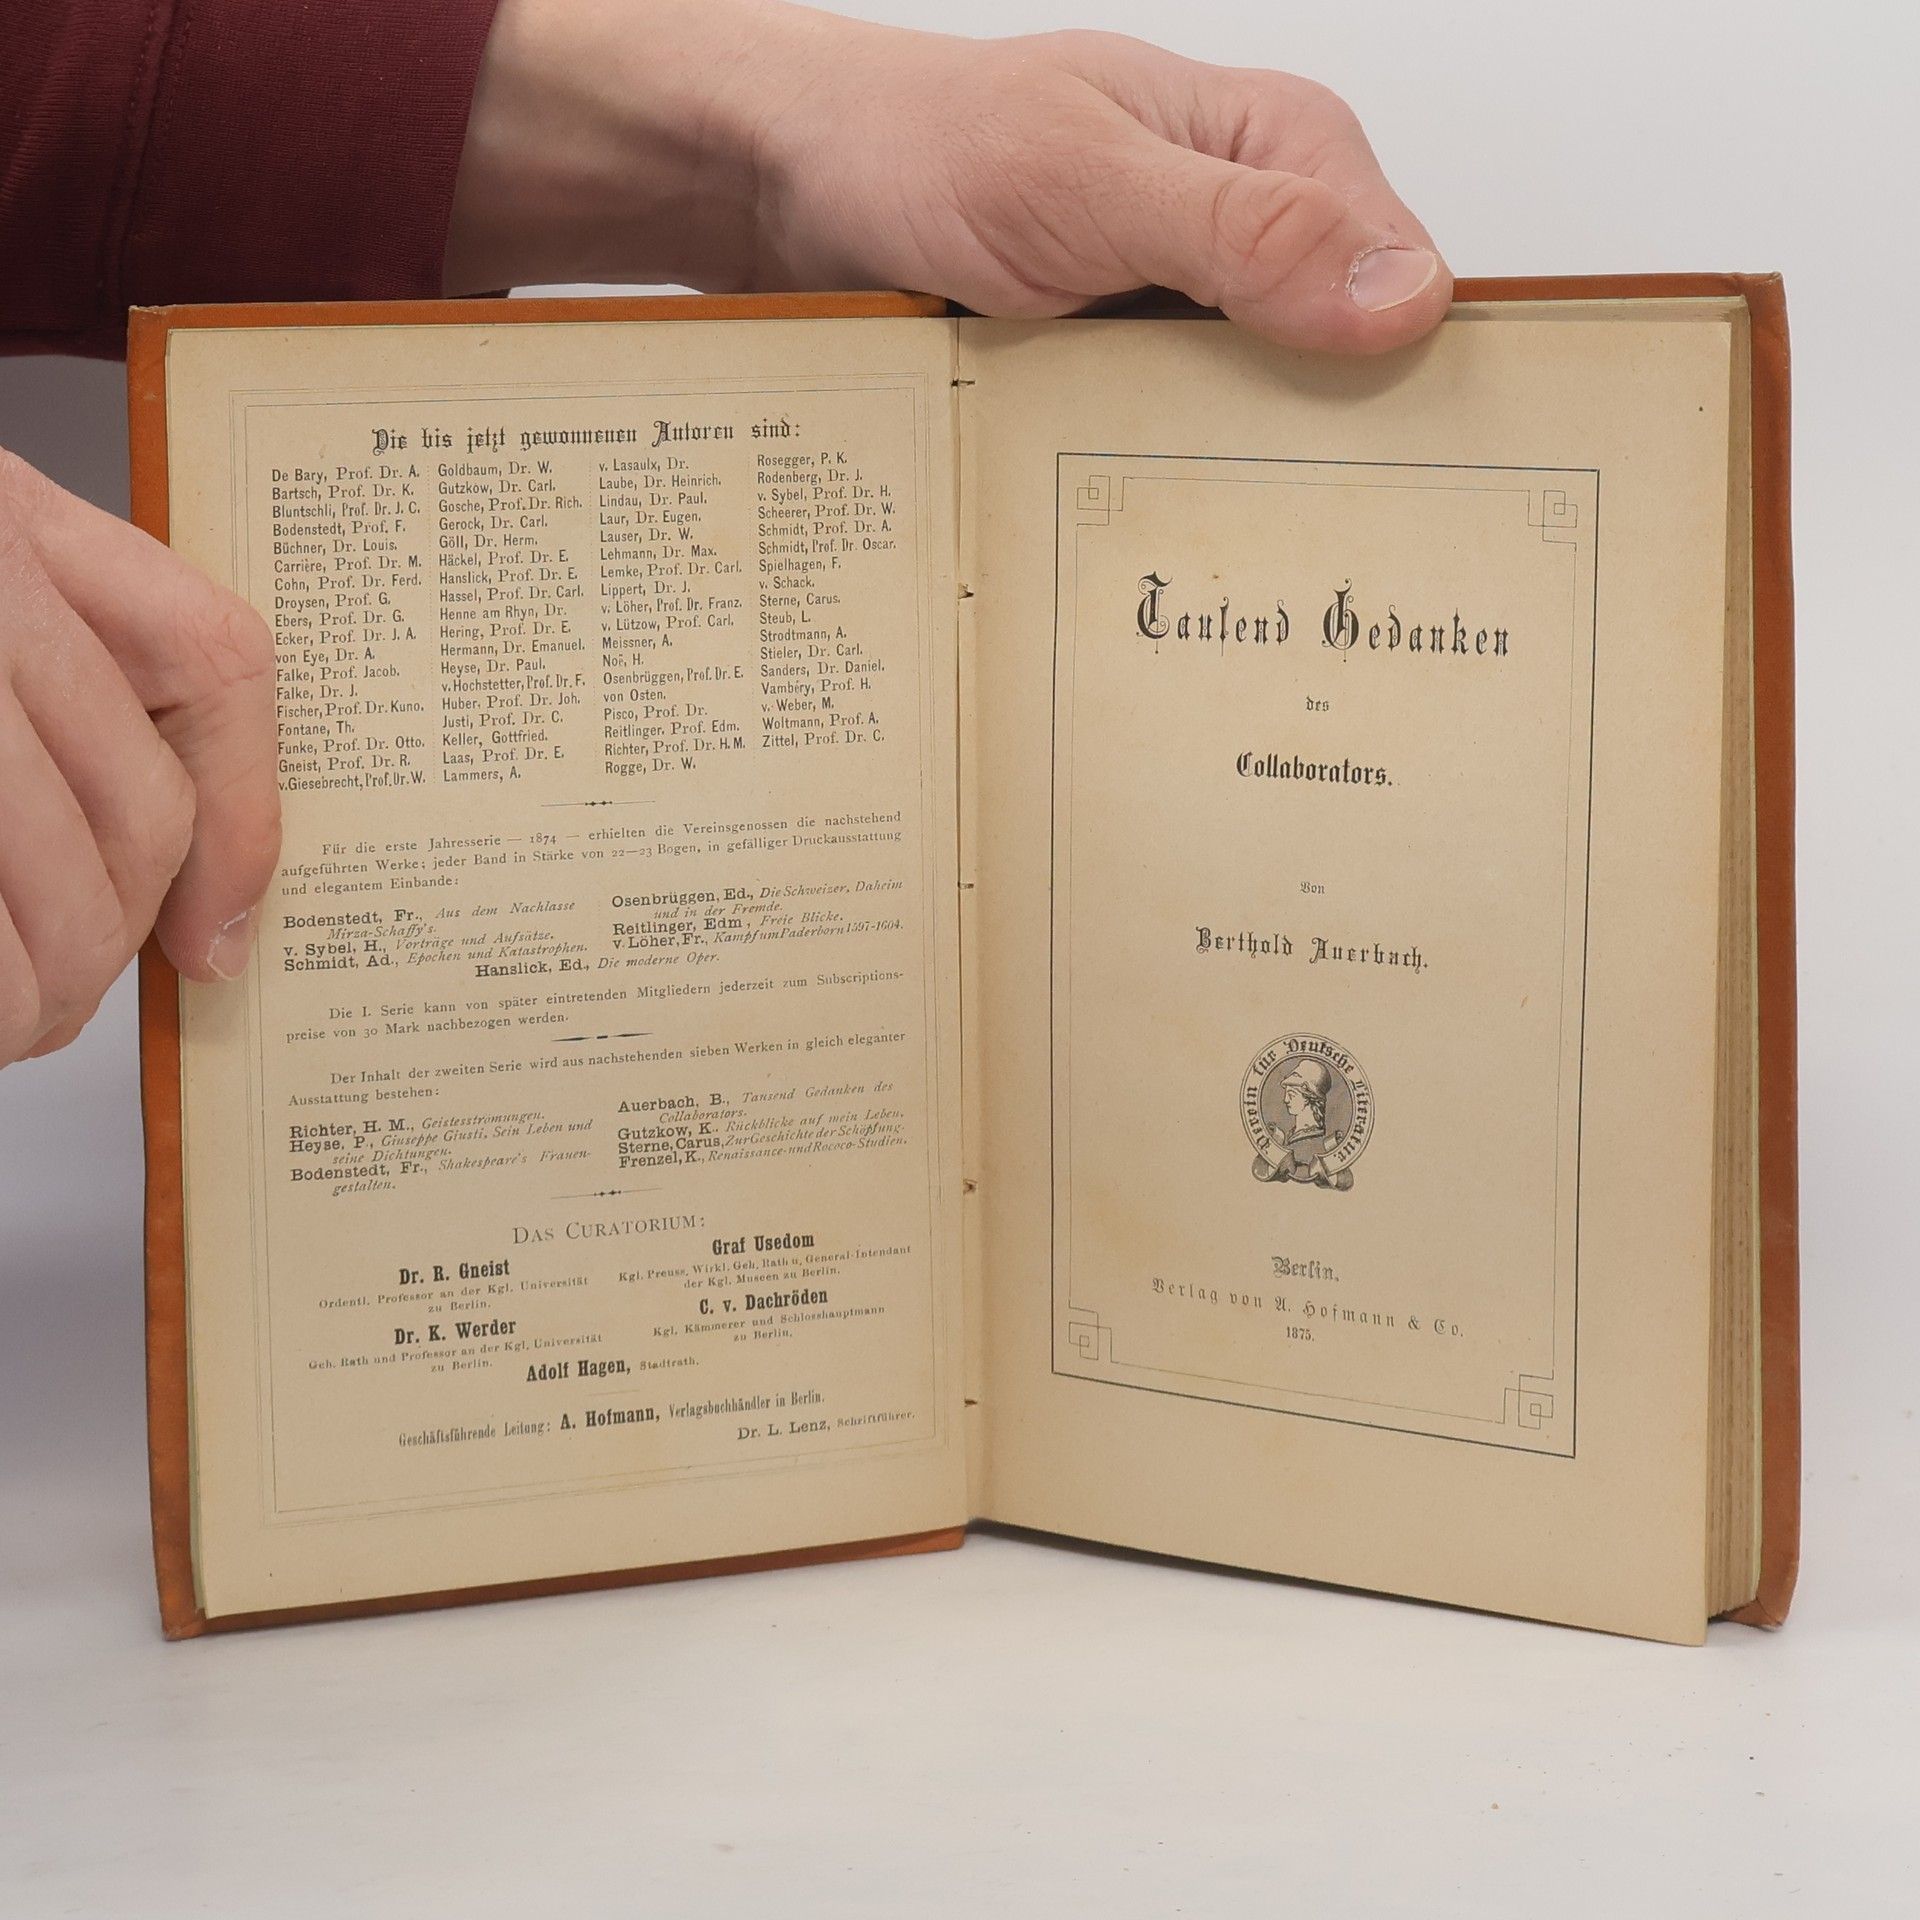 Die bis jetzt gewonnenen Autoren sind:
De Bary, Prof. Dr. A.
Bartsch, Prof. Dr. K.
Bluntschli, Prof. Dr. J. C.
Bodenstedt, Prof. F.
Büchner, Dr. Louis.
Carrière, Prof. Dr. M.
Cohn, Prof. Dr. Ferd.
Droysen, Prof. G.
Ebers, Prof. Dr. G.
Ecker, Prof. Dr. J. A.
von Eye, Dr. A.
Falke, Prof. Jacob.
Falke, Dr. J.
Fischer, Prof. Dr. Kuno.
Fontane, Th.
Funke, Prof. Dr. Otto.
Gneist, Prof. Dr. R.
v. Giesebrecht, Prof. Dr. W.
Goldbaum, Dr. W.
Gutzkow, Dr. Carl.
Gosche, Prof. Dr. Rich.
Gerock, Dr. Carl.
Göll, Dr. Herm.
Häckel, Prof. Dr. E.
Hanslick, Prof. Dr. E.
Hassel, Prof. Dr. Carl.
Henne am Rhyn, Dr.
Hering, Prof. Dr. E.
Hermann, Dr. Emanuel.
Heyse, Dr. Paul.
v. Hochstetter, Prof. Dr. F.
Huber, Prof. Dr. Joh.
Justi, Prof. Dr. C.
Keller, Gottfried.
Laas, Prof. Dr. E.
Lammers, A.
v. Lasaulx, Dr.
Laube, Dr. Heinrich.
Lindau, Dr. Paul.
Laur, Dr. Eugen.
Lauser, Dr. W.
Lehmann, Dr. Max.
Lemke, Prof. Dr. Carl.
Lippert, Dr. J.
v. Löher, Prof. Dr. Franz.
v. Lützow, Prof. Carl.
Meissner, A.
Noë, H.
Osenbrüggen, Prof. Dr. E.
von Osten.
Pisco, Prof. Dr.
Reitlinger, Prof. Edm.
Richter, Prof. Dr. H. M.
Rogge, Dr. W.
Rosegger, P. K.
Rodenberg, Dr. J.
v. Sybel, Prof. Dr. H.
Scheerer, Prof. Dr. W.
Schmidt, Prof. Dr. A.
Schmidt, Prof. Dr. Oscar.
Spielhagen, F.
v. Schack.
Sterne, Carus.
Steub, L.
Strodtmann, A.
Stieler, Dr. Carl.
Sanders, Dr. Daniel.
Vambéry, Prof. H.
v. Weber, M.
Woltmann, Prof. A.
Zittel, Prof. Dr. C.
Für die erste Jahresserie — 1874 — erhielten die Vereinsgenossen die nachstehend
aufgeführten Werke; jeder Band in Stärke von 22—23 Bogen, in gefälliger Druckausstattung
und elegantem Einbande:
Bodenstedt, Fr., Aus dem Nachlasse
Mirza-Schaffy's.
v. Sybel, H., Vorträge und Aufsätze.
Schmidt, Ad., Epochen und Katastrophen.
Osenbrüggen, Ed., Die Schweizer, Daheim
und in der Fremde.
Reitlinger, Edm., Freie Blicke.
v. Löher, Fr., Kampf um Paderborn 1597-1604.
Hanslick, Ed., Die moderne Oper.
Die I. Serie kann von später eintretenden Mitgliedern jederzeit zum Subscriptions-
preise von 30 Mark nachbezogen werden.
Der Inhalt der zweiten Serie wird aus nachstehenden sieben Werken in gleich eleganter
Ausstattung bestehen:
Richter, H. M., Geistesströmungen.
Heyse, P., Giuseppe Giusti, Sein Leben und
seine Dichtungen.
Bodenstedt, Fr., Shakespeare's Frauen-
gestalten.
Auerbach, B., Tausend Gedanken des
Collaborators.
Gutzkow, K., Rückblicke auf mein Leben.
Sterne, Carus, Zur Geschichte der Schöpfung.
Frenzel, K., Renaissance- und Rococo-Studien.
DAS CURATORIUM:
Dr. R. Gneist
Ordentl. Professor an der Kgl. Universität
zu Berlin.
Graf Usedom
Kgl. Preuss. Wirkl. Geh. Rath u. General-Intendant
der Kgl. Museen zu Berlin.
Dr. K. Werder
Geh. Rath und Professor an der Kgl. Universität
zu Berlin.
C. v. Dachröden
Kgl. Kämmerer und Schlosshauptmann
zu Berlin.
Adolf Hagen, Stadtrath.
Geschäftsführende Leitung: A. Hofmann, Verlagsbuchhändler in Berlin.
Dr. L. Lenz, Schriftführer.
Tausend Gedanken
des
Collaborators.
Von
Berthold Auerbach.
Verein für Deutsche Literatur.
Berlin.
Verlag von A. Hofmann & Co.
1875.